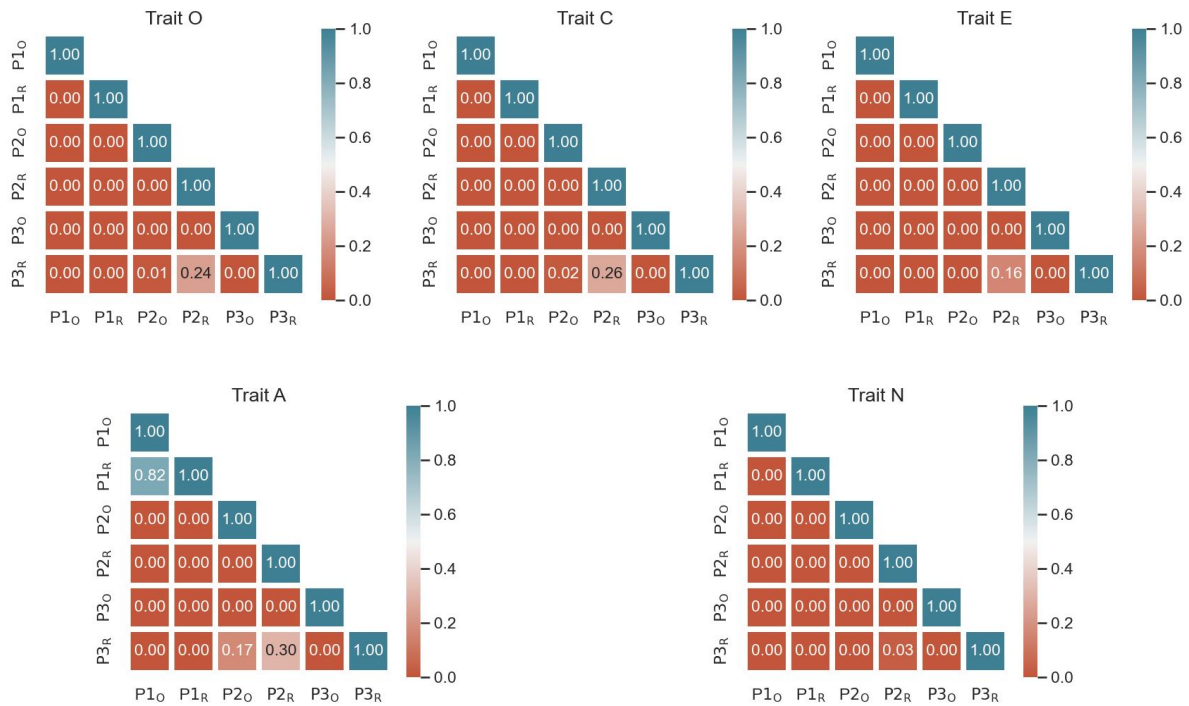 Trait O
P1O 1.00
P1R 0.00 1.00
P2O 0.00 0.00 1.00
P2R 0.00 0.00 0.00 1.00
P3O 0.00 0.00 0.00 0.00 1.00
P3R 0.00 0.00 0.01 0.24 0.00 1.00
P1O P1R P2O P2R P3O P3R
1.0
0.8
0.6
0.4
0.2
0.0
Trait C
P1O 1.00
P1R 0.00 1.00
P2O 0.00 0.00 1.00
P2R 0.00 0.00 0.00 1.00
P3O 0.00 0.00 0.00 0.00 1.00
P3R 0.00 0.00 0.02 0.26 0.00 1.00
P1O P1R P2O P2R P3O P3R
1.0
0.8
0.6
0.4
0.2
0.0
Trait E
P1O 1.00
P1R 0.00 1.00
P2O 0.00 0.00 1.00
P2R 0.00 0.00 0.00 1.00
P3O 0.00 0.00 0.00 0.00 1.00
P3R 0.00 0.00 0.00 0.16 0.00 1.00
P1O P1R P2O P2R P3O P3R
1.0
0.8
0.6
0.4
0.2
0.0
Trait A
P1O 1.00
P1R 0.82 1.00
P2O 0.00 0.00 1.00
P2R 0.00 0.00 0.00 1.00
P3O 0.00 0.00 0.00 0.00 1.00
P3R 0.00 0.00 0.17 0.30 0.00 1.00
P1O P1R P2O P2R P3O P3R
1.0
0.8
0.6
0.4
0.2
0.0
Trait N
P1O 1.00
P1R 0.00 1.00
P2O 0.00 0.00 1.00
P2R 0.00 0.00 0.00 1.00
P3O 0.00 0.00 0.00 0.00 1.00
P3R 0.00 0.00 0.00 0.03 0.00 1.00
P1O P1R P2O P2R P3O P3R
1.0
0.8
0.6
0.4
0.2
0.0